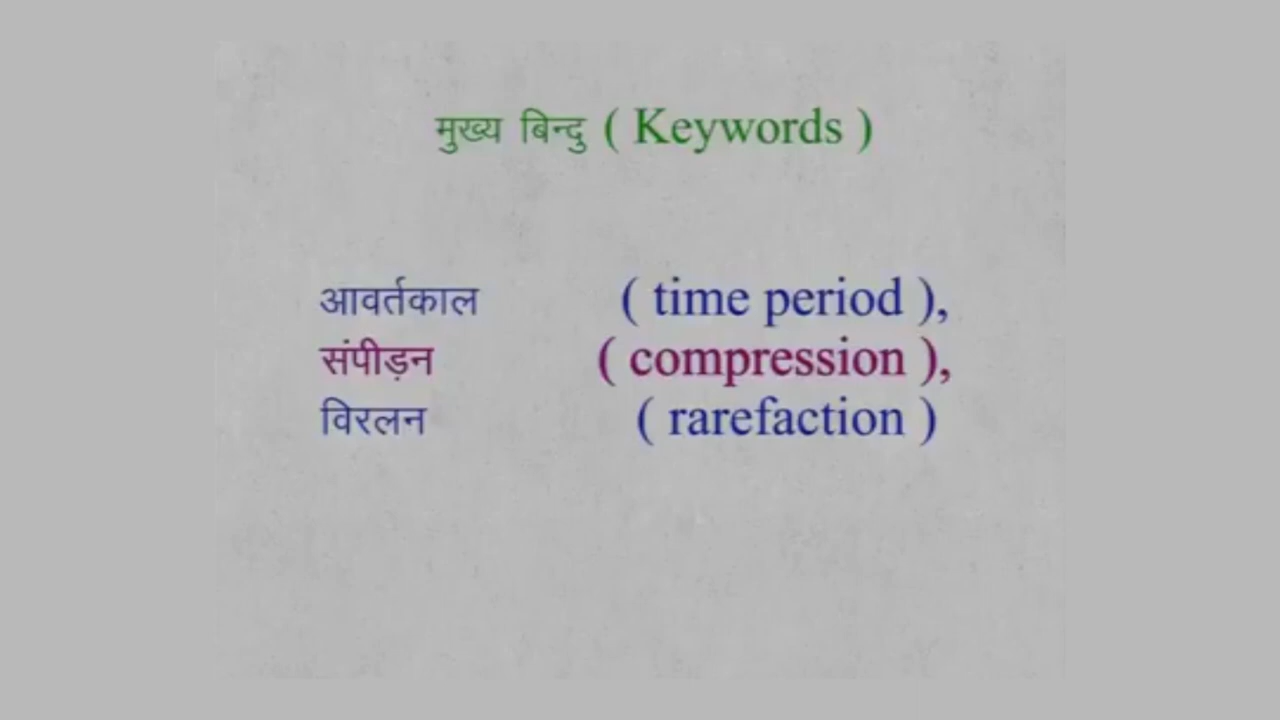 मुख्य बिन्दु ( Keywords )
आवर्तकाल ( time period ),
संपीड़न ( compression ),
विरलन ( rarefaction )